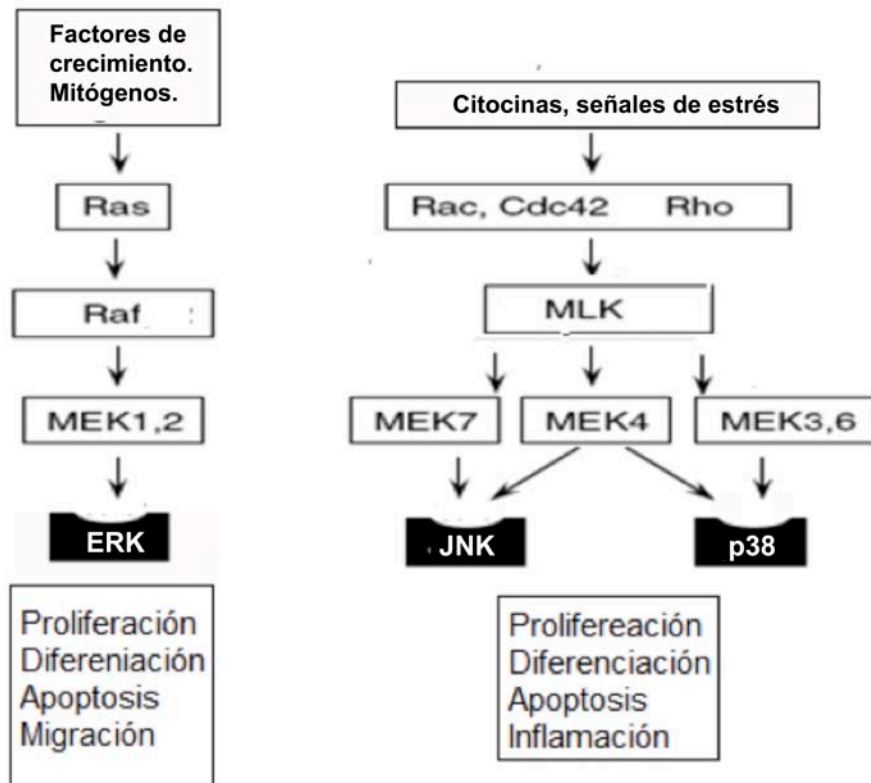 Factores de
crecimiento.
Mitógenos.
Ras
Raf
MEK1,2
ERK
Proliferación
Difereniación
Apoptosis
Migración
Citocinas, señales de estrés
Rac, Cdc42 Rho
MLK
MEK7 MEK4 MEK3,6
JNK p38
Prolifereación
Diferenciación
Apoptosis
Inflamación